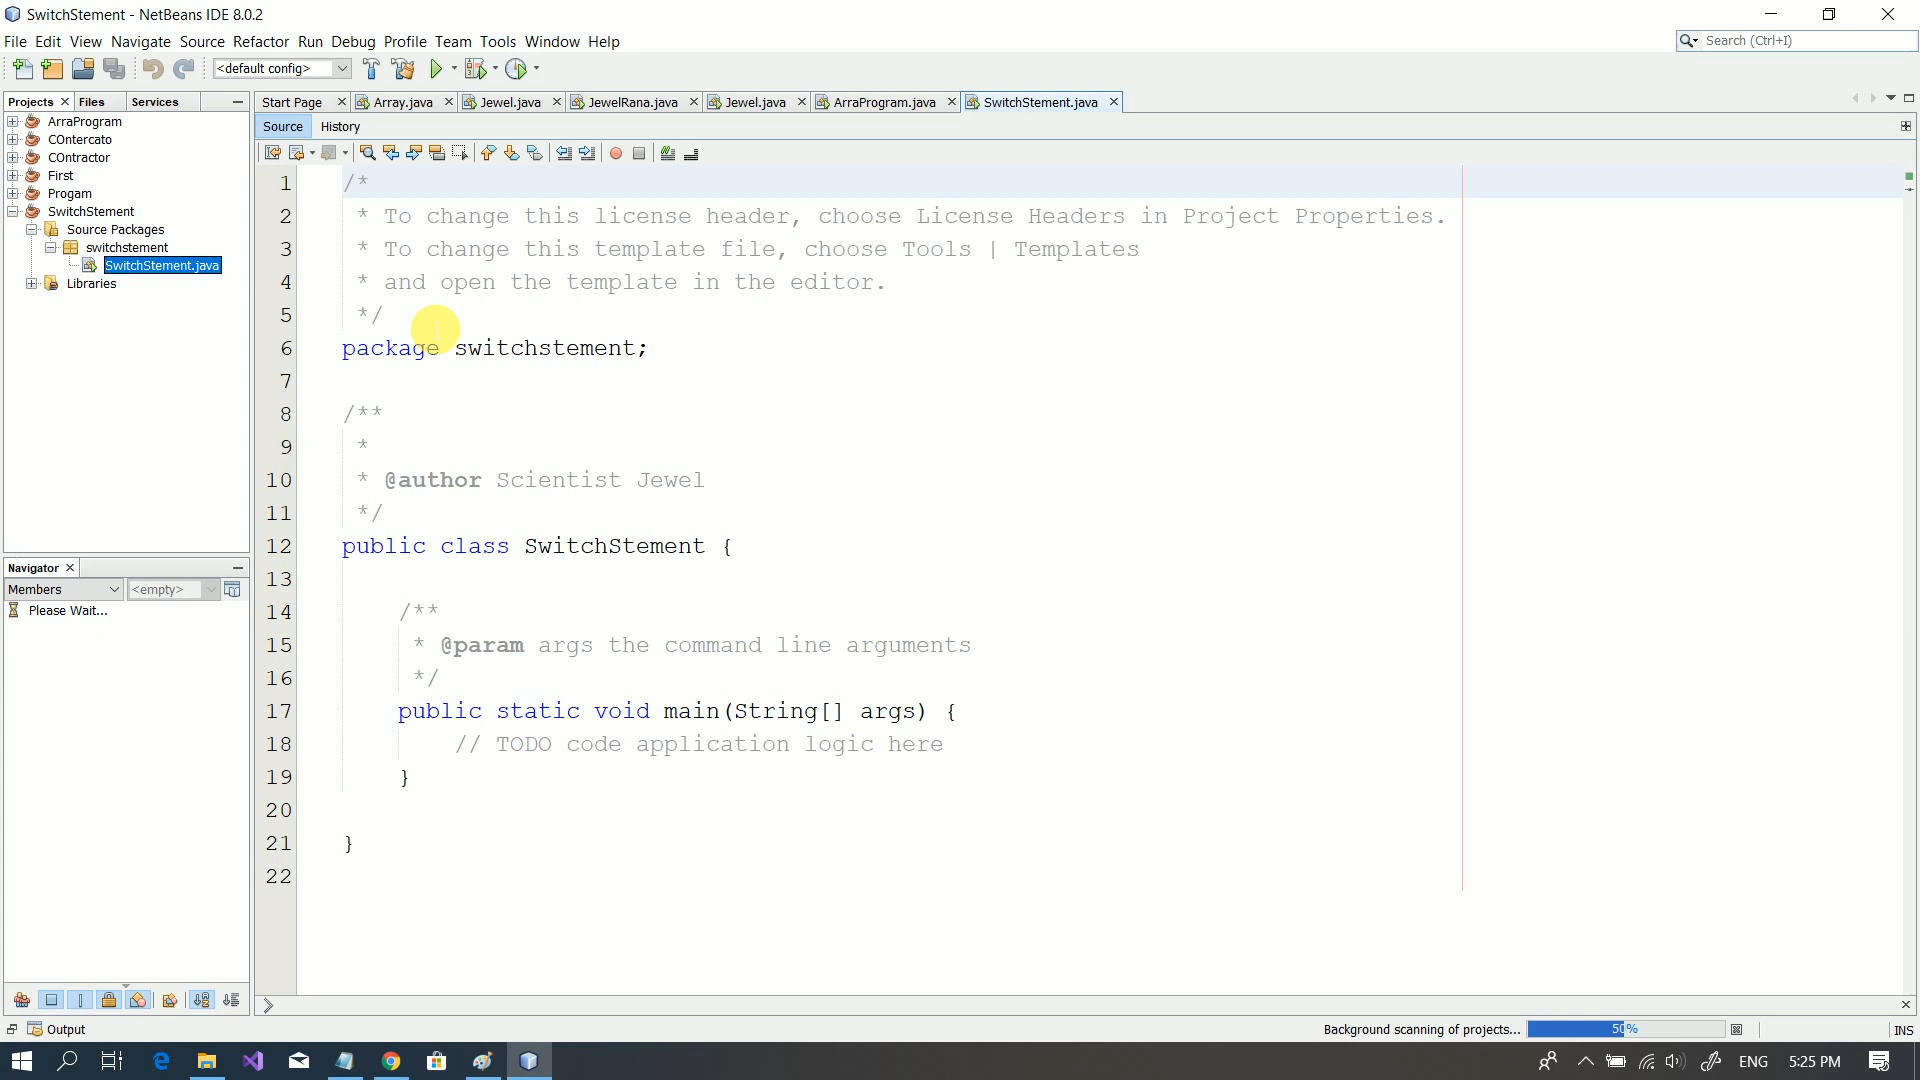 SwitchStement - NetBeans IDE 8.0.2
File Edit View Navigate Source Refactor Run Debug Profile Team Tools Window Help
Search (Ctrl+I)
<default config>
Projects Files Services
Start Page Array.java Jewel.java JewelRana.java Jewel.java ArraProgram.java SwitchStement.java
Source History
ArraProgram
COntercato
COntractor
First
Progam
SwitchStement
Source Packages
switchstement
SwitchStement.java
Libraries
Navigator
Members <empty>
Please Wait...
1 /*
2 * To change this license header, choose License Headers in Project Properties.
3 * To change this template file, choose Tools | Templates
4 * and open the template in the editor.
5 */
6 package switchstement;
7
8 /**
9 *
10 * @author Scientist Jewel
11 */
12 public class SwitchStement {
13
14 /**
15 * @param args the command line arguments
16 */
17 public static void main(String[] args) {
18 // TODO code application logic here
19 }
20
21 }
22
Output
Background scanning of projects... 50% INS
ENG 5:25 PM